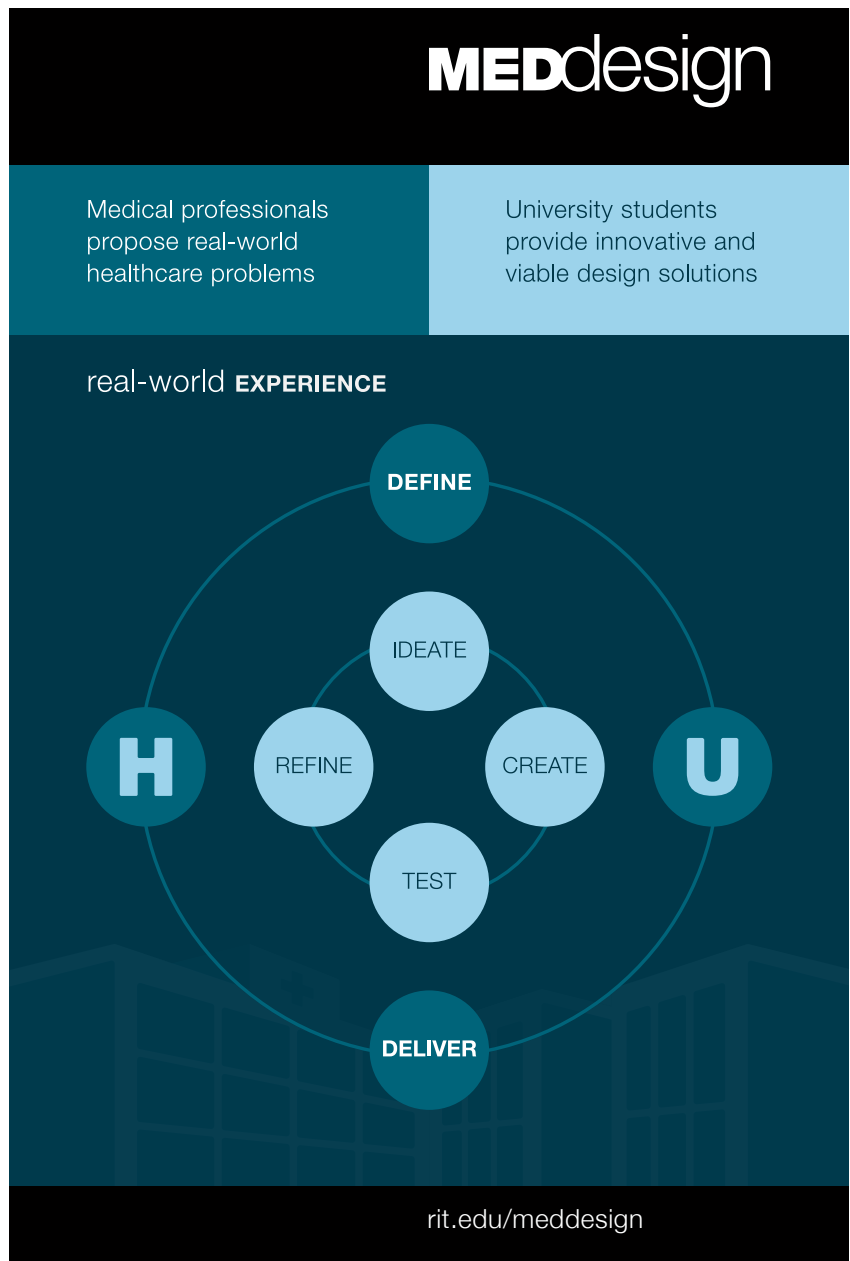 MEDdesign
Medical professionals
propose real-world
healthcare problems
University students
provide innovative and
viable design solutions
real-world EXPERIENCE
DEFINE
IDEATE
H
REFINE
CREATE
U
TEST
DELIVER
rit.edu/meddesign